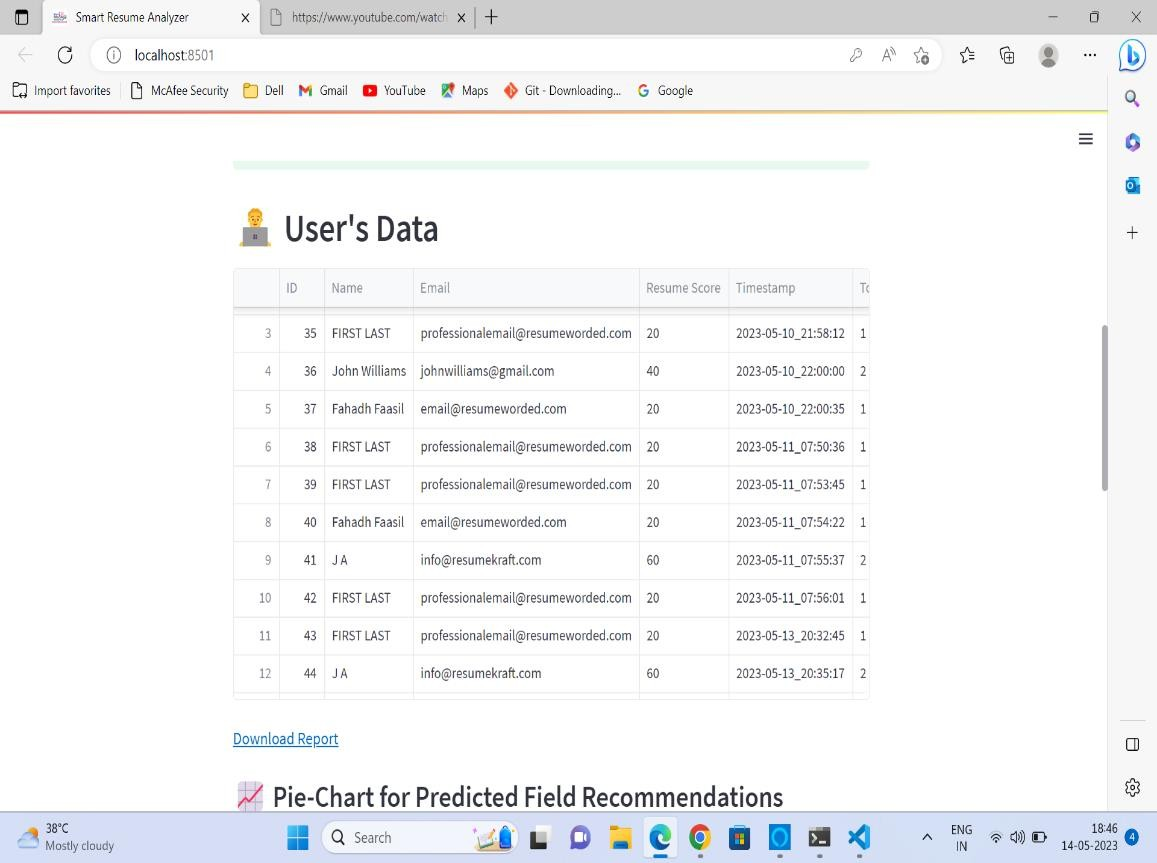 Smart Resume Analyzer
https://www.youtube.com/watch
localhost:8501
Import favorites
McAfee Security
Dell
Gmail
YouTube
Maps
Git - Downloading...
Google
User's Data
ID Name Email Resume Score Timestamp
3 35 FIRST LAST professionalemail@resumeworded.com 20 2023-05-10_21:58:12 1
4 36 John Williams johnwilliams@gmail.com 40 2023-05-10_22:00:00 2
5 37 Fahadh Faasil email@resumeworded.com 20 2023-05-10_22:00:35 1
6 38 FIRST LAST professionalemail@resumeworded.com 20 2023-05-11_07:50:36 1
7 39 FIRST LAST professionalemail@resumeworded.com 20 2023-05-11_07:53:45 1
8 40 Fahadh Faasil email@resumeworded.com 20 2023-05-11_07:54:22 1
9 41 J A info@resumekraft.com 60 2023-05-11_07:55:37 2
10 42 FIRST LAST professionalemail@resumeworded.com 20 2023-05-11_07:56:01 1
11 43 FIRST LAST professionalemail@resumeworded.com 20 2023-05-13_20:32:45 1
12 44 J A info@resumekraft.com 60 2023-05-13_20:35:17 2
Download Report
Pie-Chart for Predicted Field Recommendations
38°C
Mostly cloudy
Search
ENG
IN
18:46
14-05-2023
4